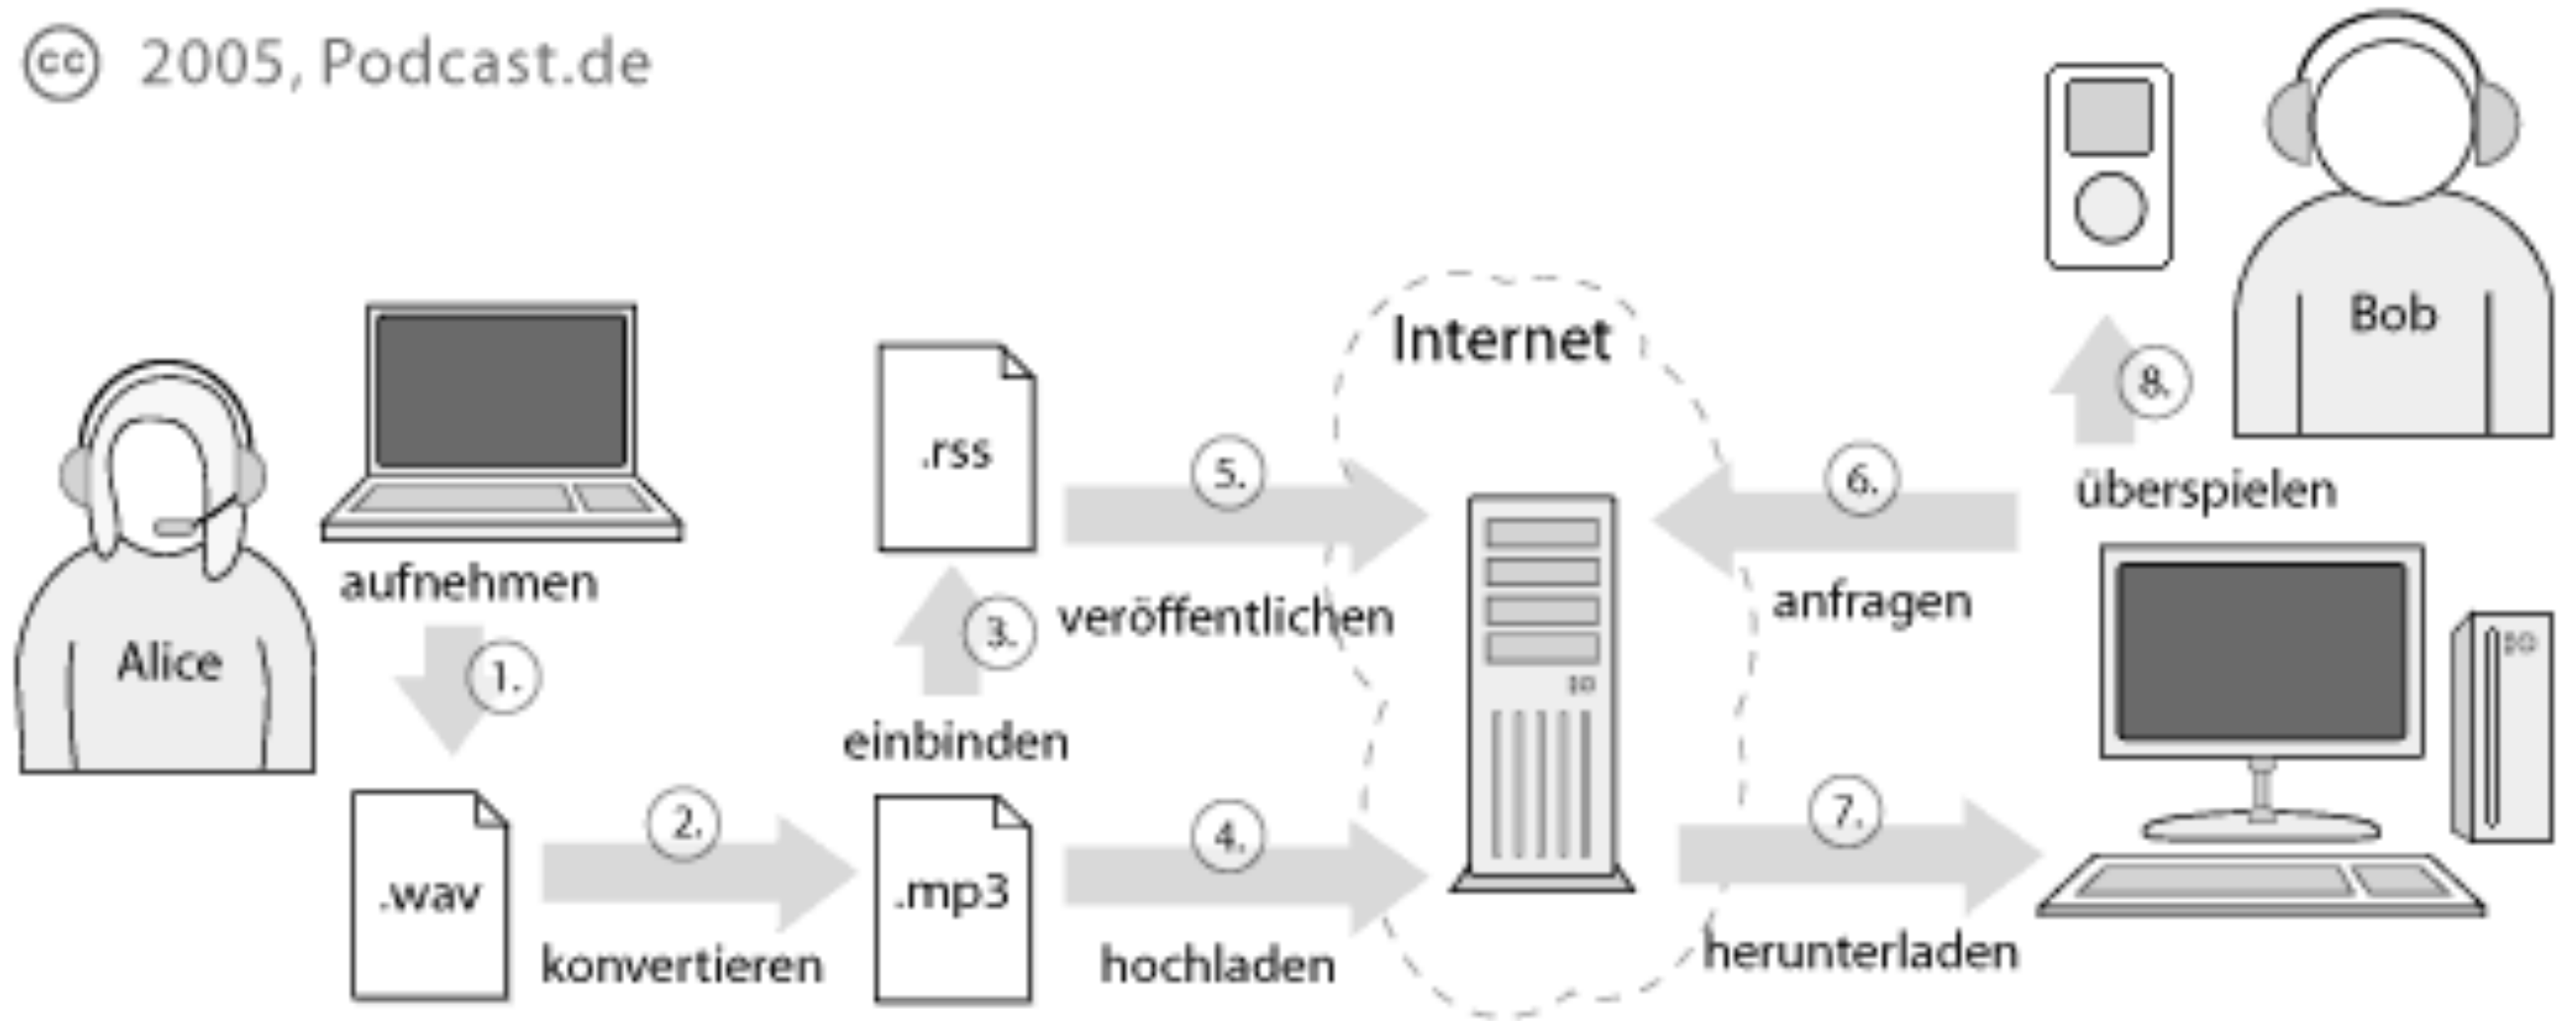 cc 2005, Podcast.de
Internet
Bob
8.
.rss
5.
6.
überspielen
aufnehmen
veröffentlichen
anfragen
Alice
1.
3.
einbinden
2.
4.
7.
.wav
.mp3
konvertieren
hochladen
herunterladen